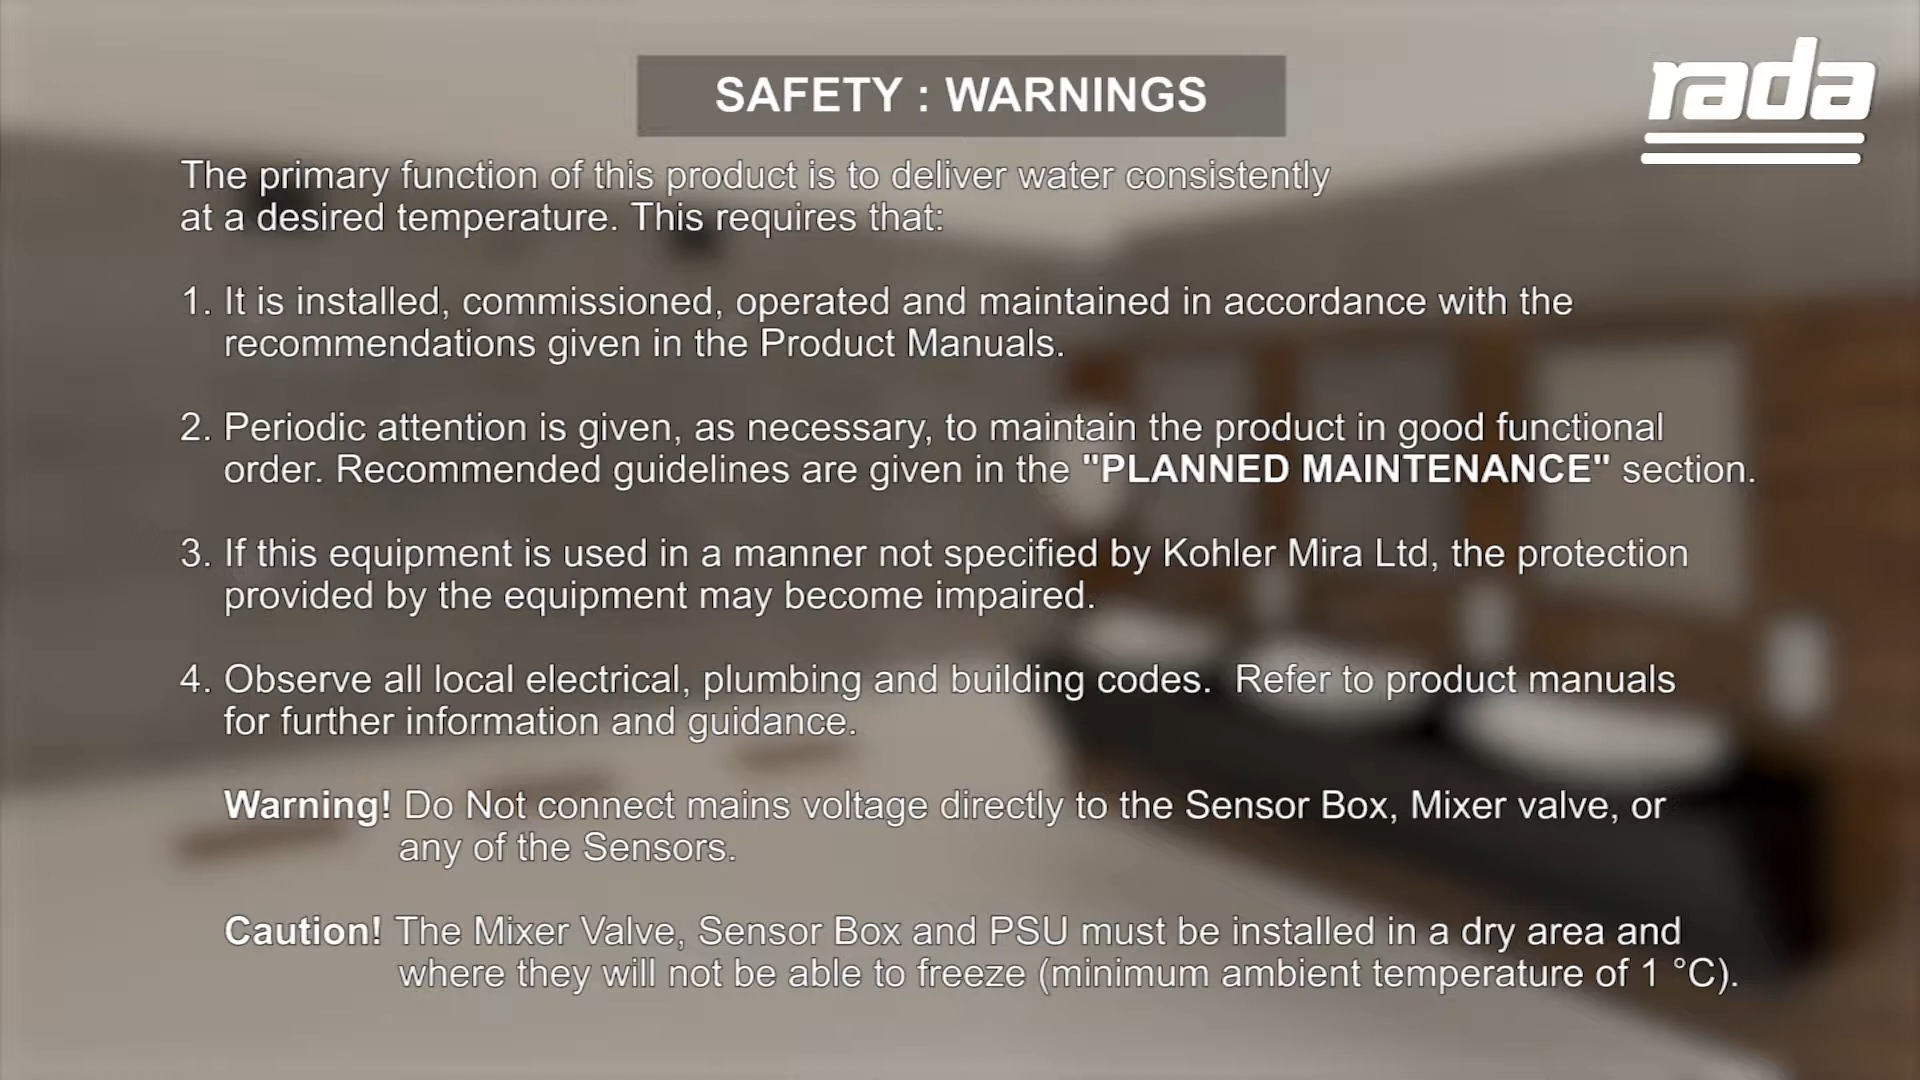 SAFETY : WARNINGS
rada
The primary function of this product is to deliver water consistently
at a desired temperature. This requires that:
1. It is installed, commissioned, operated and maintained in accordance with the
recommendations given in the Product Manuals.
2. Periodic attention is given, as necessary, to maintain the product in good functional
order. Recommended guidelines are given in the "PLANNED MAINTENANCE" section.
3. If this equipment is used in a manner not specified by Kohler Mira Ltd, the protection
provided by the equipment may become impaired.
4. Observe all local electrical, plumbing and building codes.  Refer to product manuals
for further information and guidance.
Warning! Do Not connect mains voltage directly to the Sensor Box, Mixer valve, or
any of the Sensors.
Caution! The Mixer Valve, Sensor Box and PSU must be installed in a dry area and
where they will not be able to freeze (minimum ambient temperature of 1 °C).